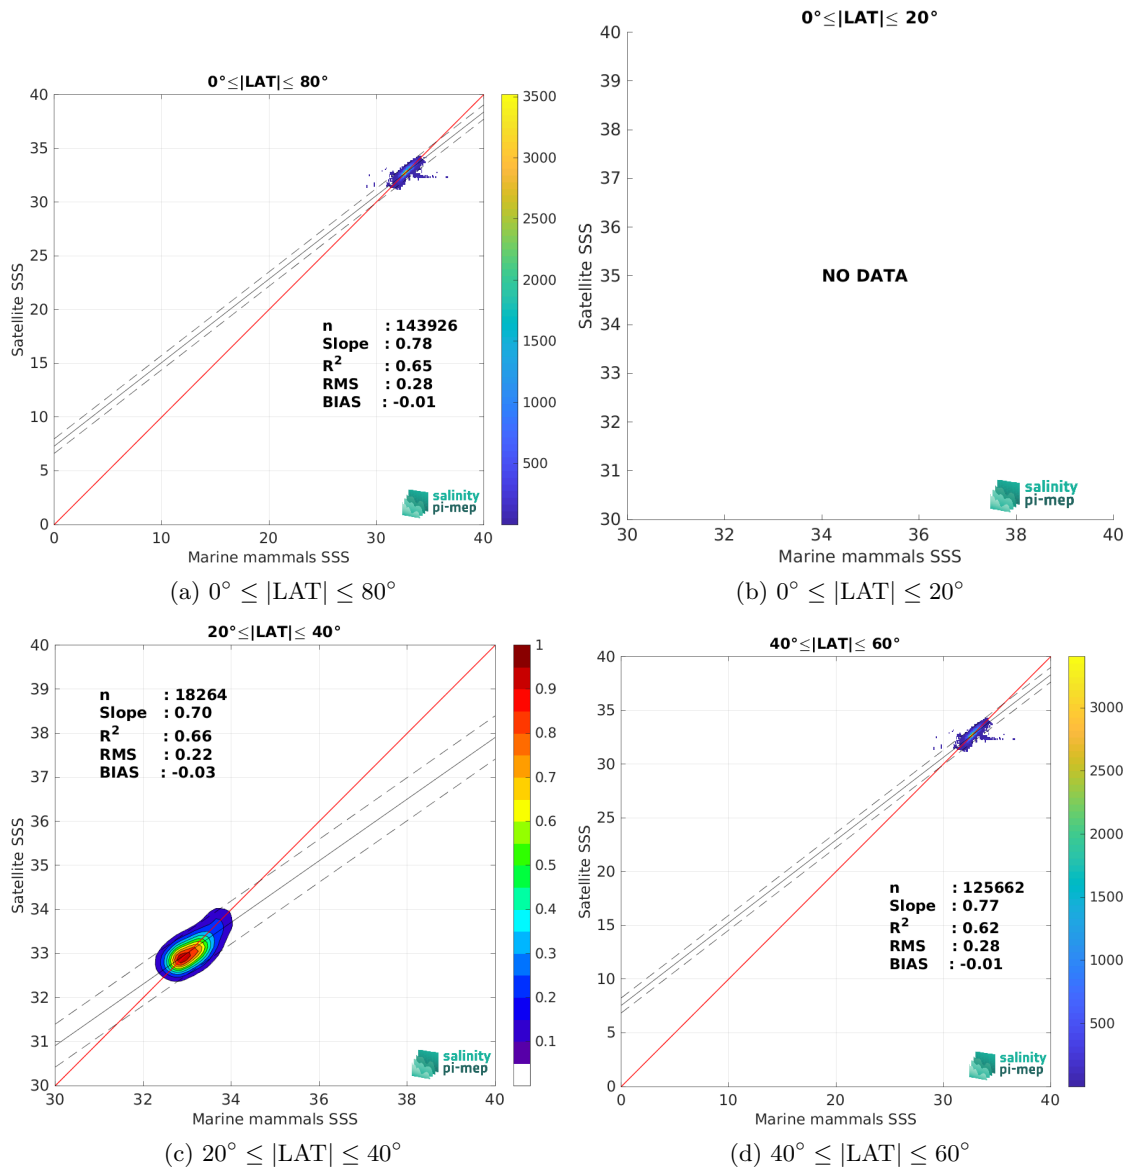 0°≤|LAT|≤ 80°
40
35
30
25
20
15
10
5
0
Satellite SSS
n : 143926
Slope : 0.78
R² : 0.65
RMS : 0.28
BIAS : -0.01
salinity
pi-mep
0 10 20 30 40
Marine mammals SSS
3500
3000
2500
2000
1500
1000
500
(a) 0° ≤ |LAT| ≤ 80°
0°≤|LAT|≤ 20°
40
39
38
37
36
35
34
33
32
31
30
Satellite SSS
NO DATA
salinity
pi-mep
30 32 34 36 38 40
Marine mammals SSS
(b) 0° ≤ |LAT| ≤ 20°
20°≤|LAT|≤ 40°
40
39
38
37
36
35
34
33
32
31
30
Satellite SSS
n : 18264
Slope : 0.70
R² : 0.66
RMS : 0.22
BIAS : -0.03
salinity
pi-mep
30 32 34 36 38 40
Marine mammals SSS
1
0.9
0.8
0.7
0.6
0.5
0.4
0.3
0.2
0.1
(c) 20° ≤ |LAT| ≤ 40°
40°≤|LAT|≤ 60°
40
35
30
25
20
15
10
5
0
Satellite SSS
n : 125662
Slope : 0.77
R² : 0.62
RMS : 0.28
BIAS : -0.01
salinity
pi-mep
0 10 20 30 40
Marine mammals SSS
3000
2500
2000
1500
1000
500
(d) 40° ≤ |LAT| ≤ 60°